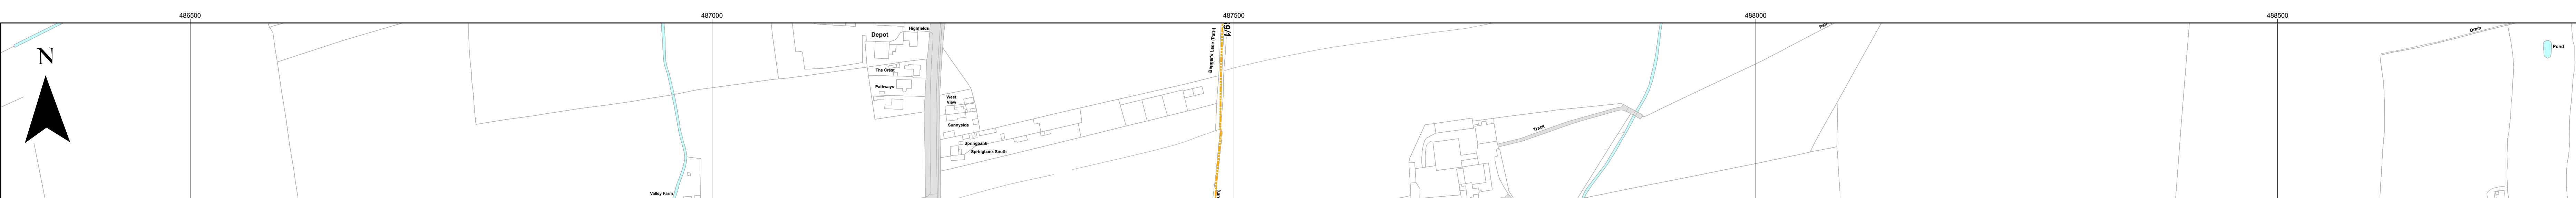 486500
487000
487500
488000
488500
N
Highfields
Depot
The Crest
Pathways
West
View
Sunnyside
Springbank
Springbank South
Valley Farm
Beggar's Lane (Path)
Track
Drain
Pond